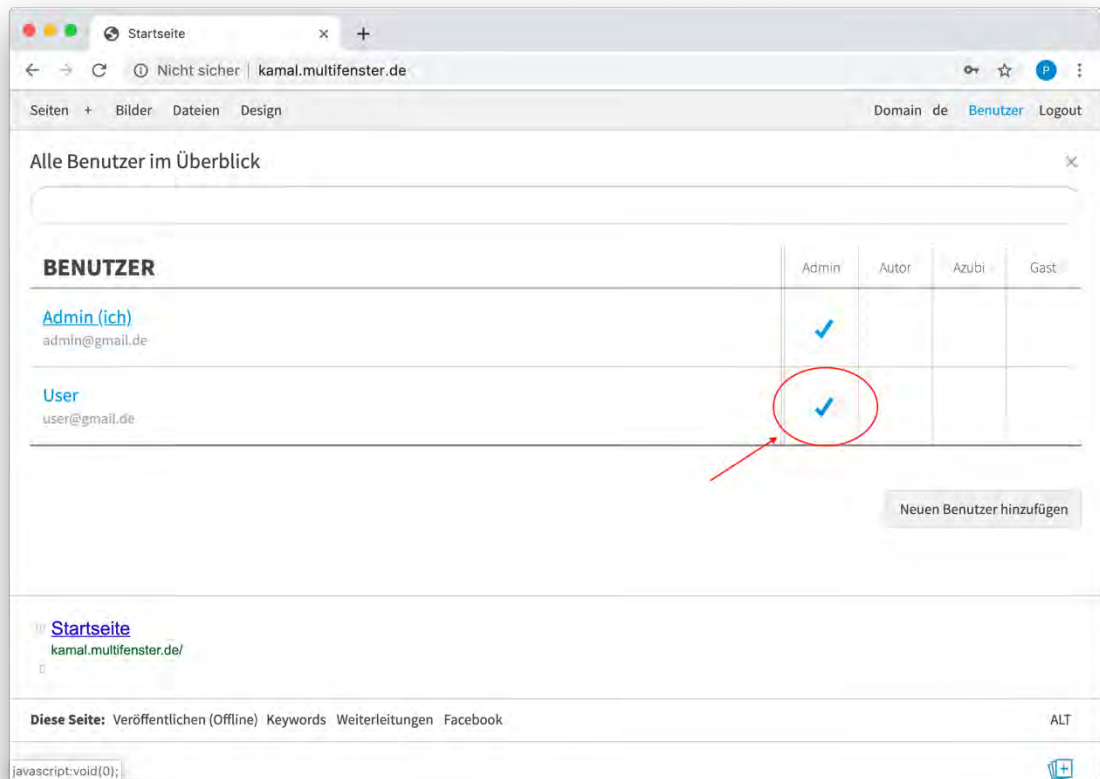 Startseite
Nicht sicher | kamal.multifenster.de
P
Seiten + Bilder Dateien Design Domain de Benutzer Logout
Alle Benutzer im Überblick
BENUTZER Admin Autor Azubi Gast
Admin (ich)
admin@gmail.de
User
user@gmail.de
Neuen Benutzer hinzufügen
Startseite
kamal.multifenster.de/
Diese Seite: Veröffentlichen (Offline) Keywords Weiterleitungen Facebook ALT
javascript:void(0);